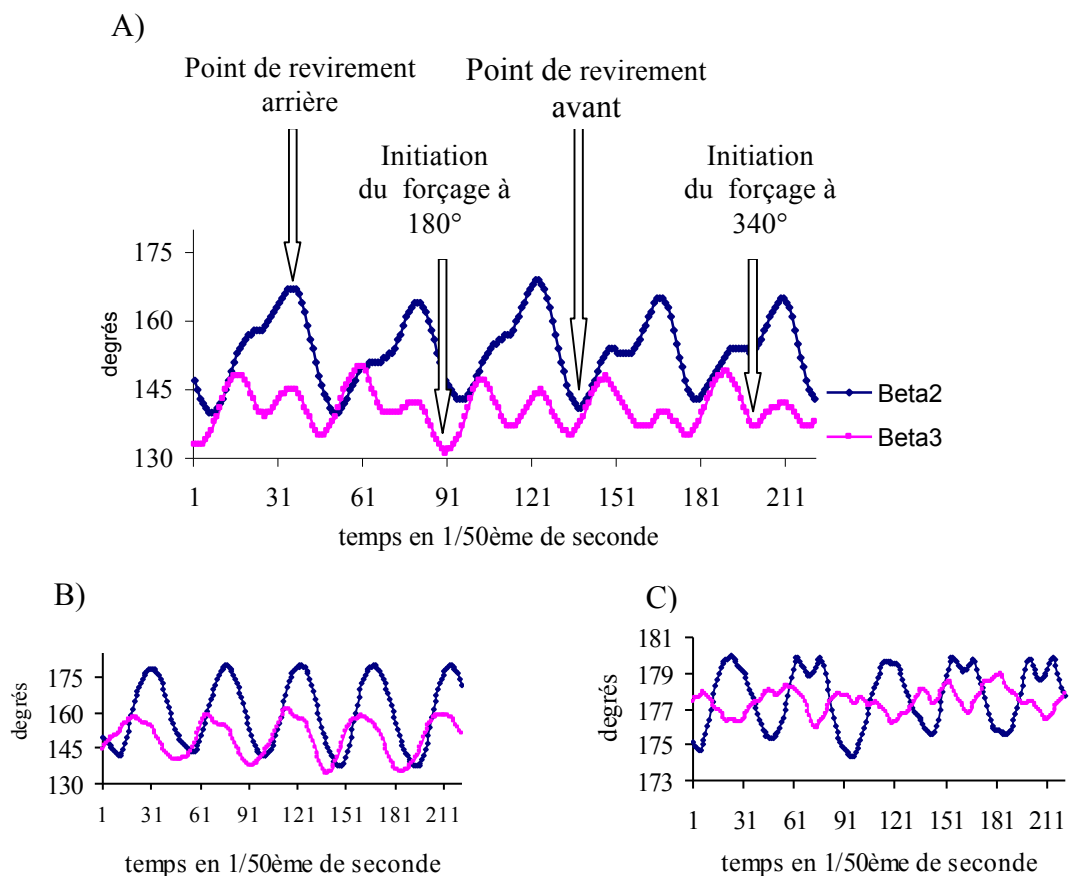 A)
Point de revirement
arrière
Point de revirement
avant
Initiation
du forçage à
180°
Initiation
du forçage à
340°
175
160
145
130
degrés
1 31 61 91 121 151 181 211
temps en 1/50ème de seconde
Beta2
Beta3
B)
175
160
145
130
degrés
1 31 61 91 121 151 181 211
temps en 1/50ème de seconde
C)
181
179
177
175
173
degrés
1 31 61 91 121 151 181 211
temps en 1/50ème de seconde